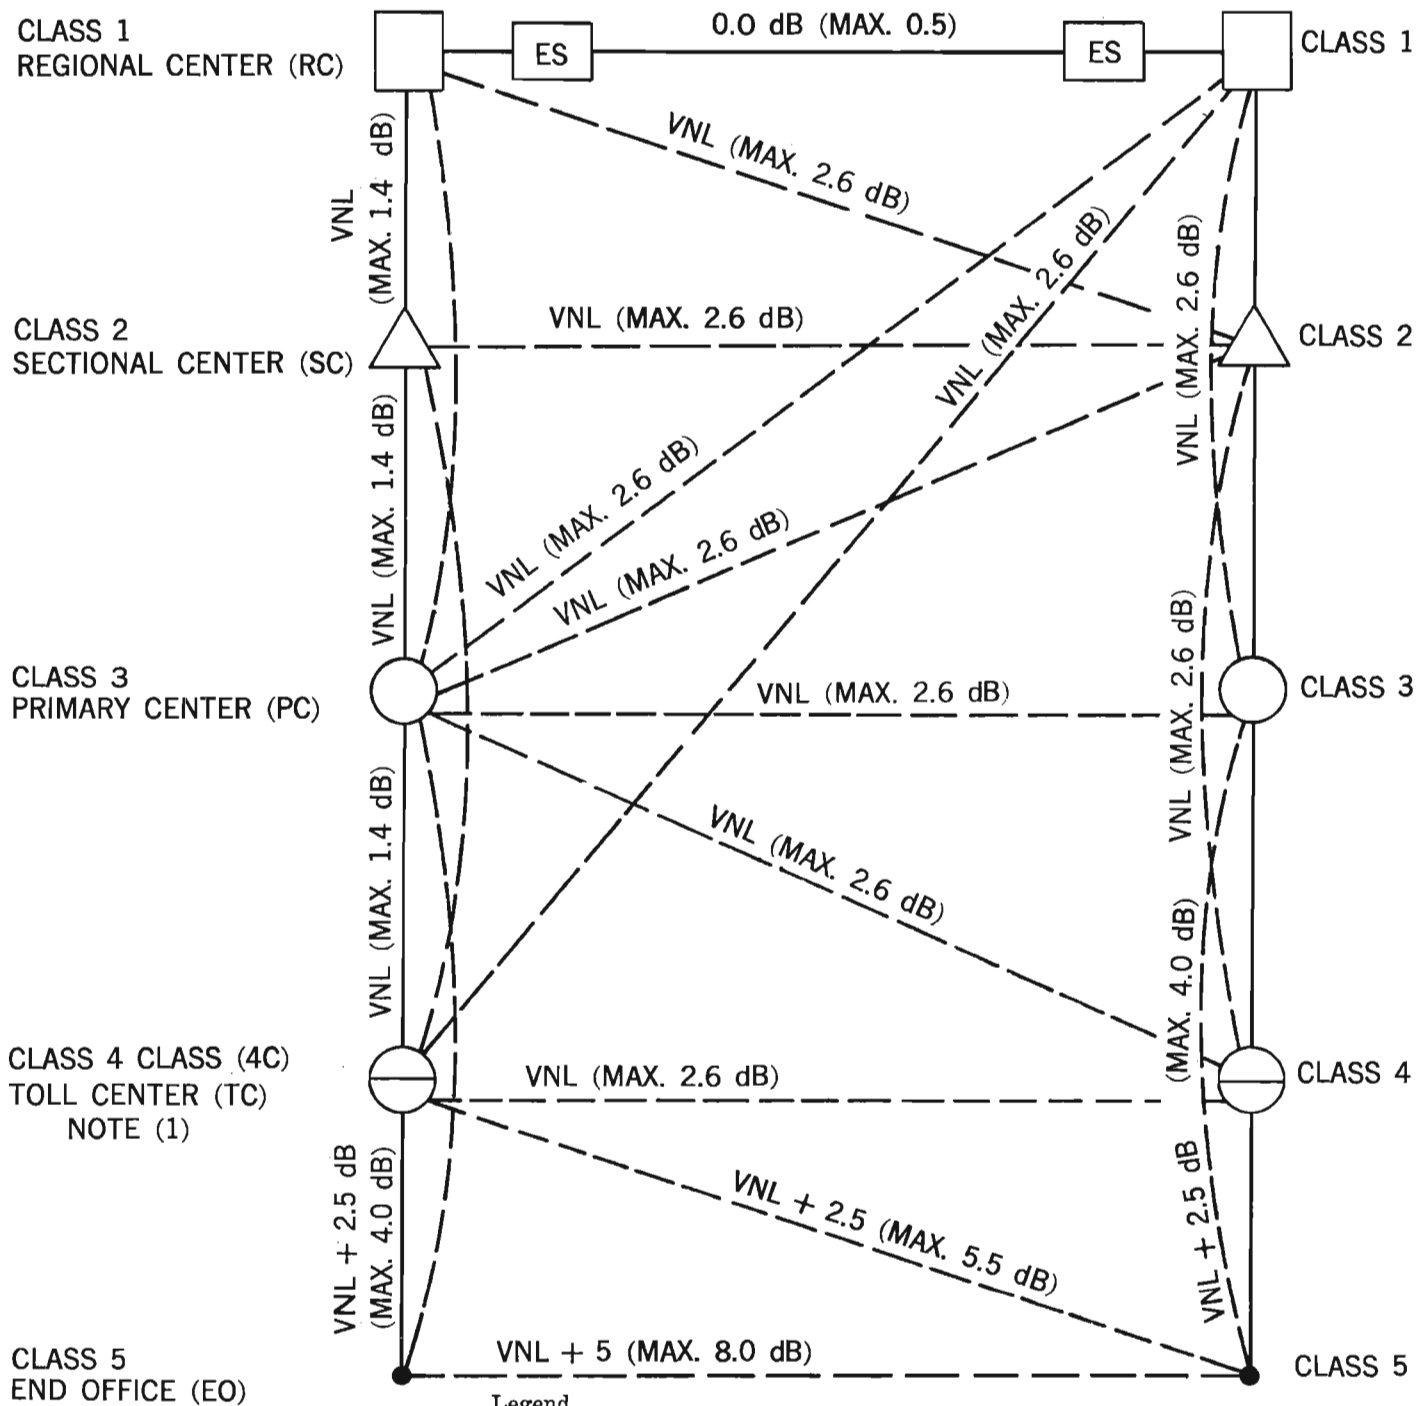 CLASS 1
REGIONAL CENTER (RC)
ES
0.0 dB (MAX. 0.5)
ES
CLASS 1
VNL
(MAX. 1.4 dB)
VNL (MAX. 2.6 dB)
VNL (MAX. 2.6 dB)
VNL (MAX. 2.6 dB)
CLASS 2
SECTIONAL CENTER (SC)
VNL (MAX. 2.6 dB)
CLASS 2
VNL (MAX. 1.4 dB)
VNL (MAX. 2.6 dB)
VNL (MAX. 2.6 dB)
VNL (MAX. 2.6 dB)
CLASS 3
PRIMARY CENTER (PC)
VNL (MAX. 2.6 dB)
CLASS 3
VNL (MAX. 1.4 dB)
VNL (MAX. 2.6 dB)
(MAX. 4.0 dB)
CLASS 4 CLASS (4C)
TOLL CENTER (TC)
NOTE (1)
VNL (MAX. 2.6 dB)
CLASS 4
VNL + 2.5 dB
(MAX. 4.0 dB)
VNL + 2.5 (MAX. 5.5 dB)
VNL + 2.5 dB
CLASS 5
END OFFICE (EO)
VNL + 5 (MAX. 8.0 dB)
CLASS 5
Legend